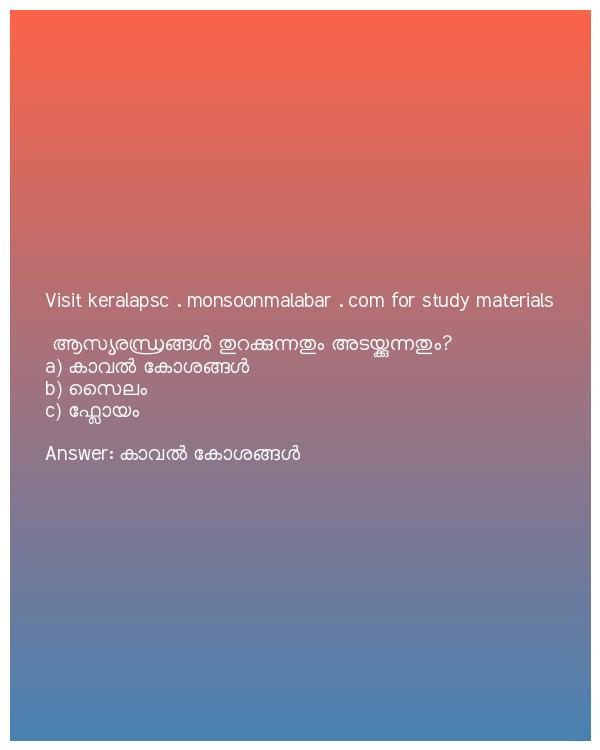 Visit keralapsc . monsoonmalabar . com for study materials
ആസ്യരന്ധ്രങ്ങൾ തുറക്കുന്നതും അടയ്ക്കുന്നതും?
a) കാവൽ കോശങ്ങൾ
b) സൈലം
c) ഫ്ലോയം
Answer: കാവൽ കോശങ്ങൾ